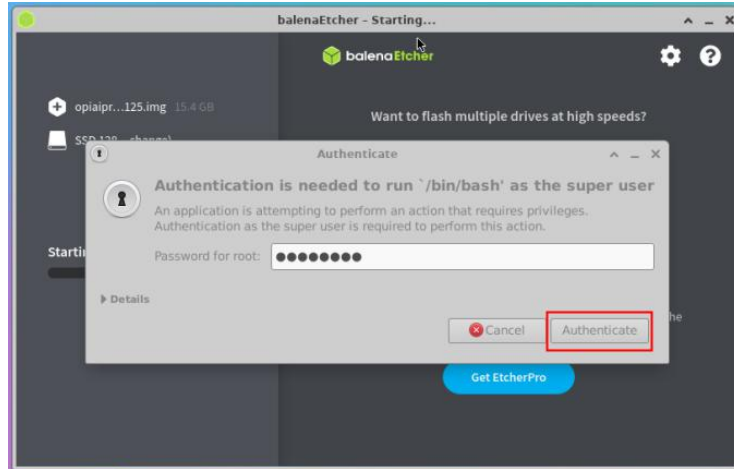 balenaEtcher - Starting...
balenaEtcher
opiaipr...125.img 15.4 GB
Want to flash multiple drives at high speeds?
Authenticate
Authentication is needed to run `/bin/bash' as the super user
An application is attempting to perform an action that requires privileges.
Authentication as the super user is required to perform this action.
Password for root:
Details
Cancel
Authenticate
Get EtcherPro